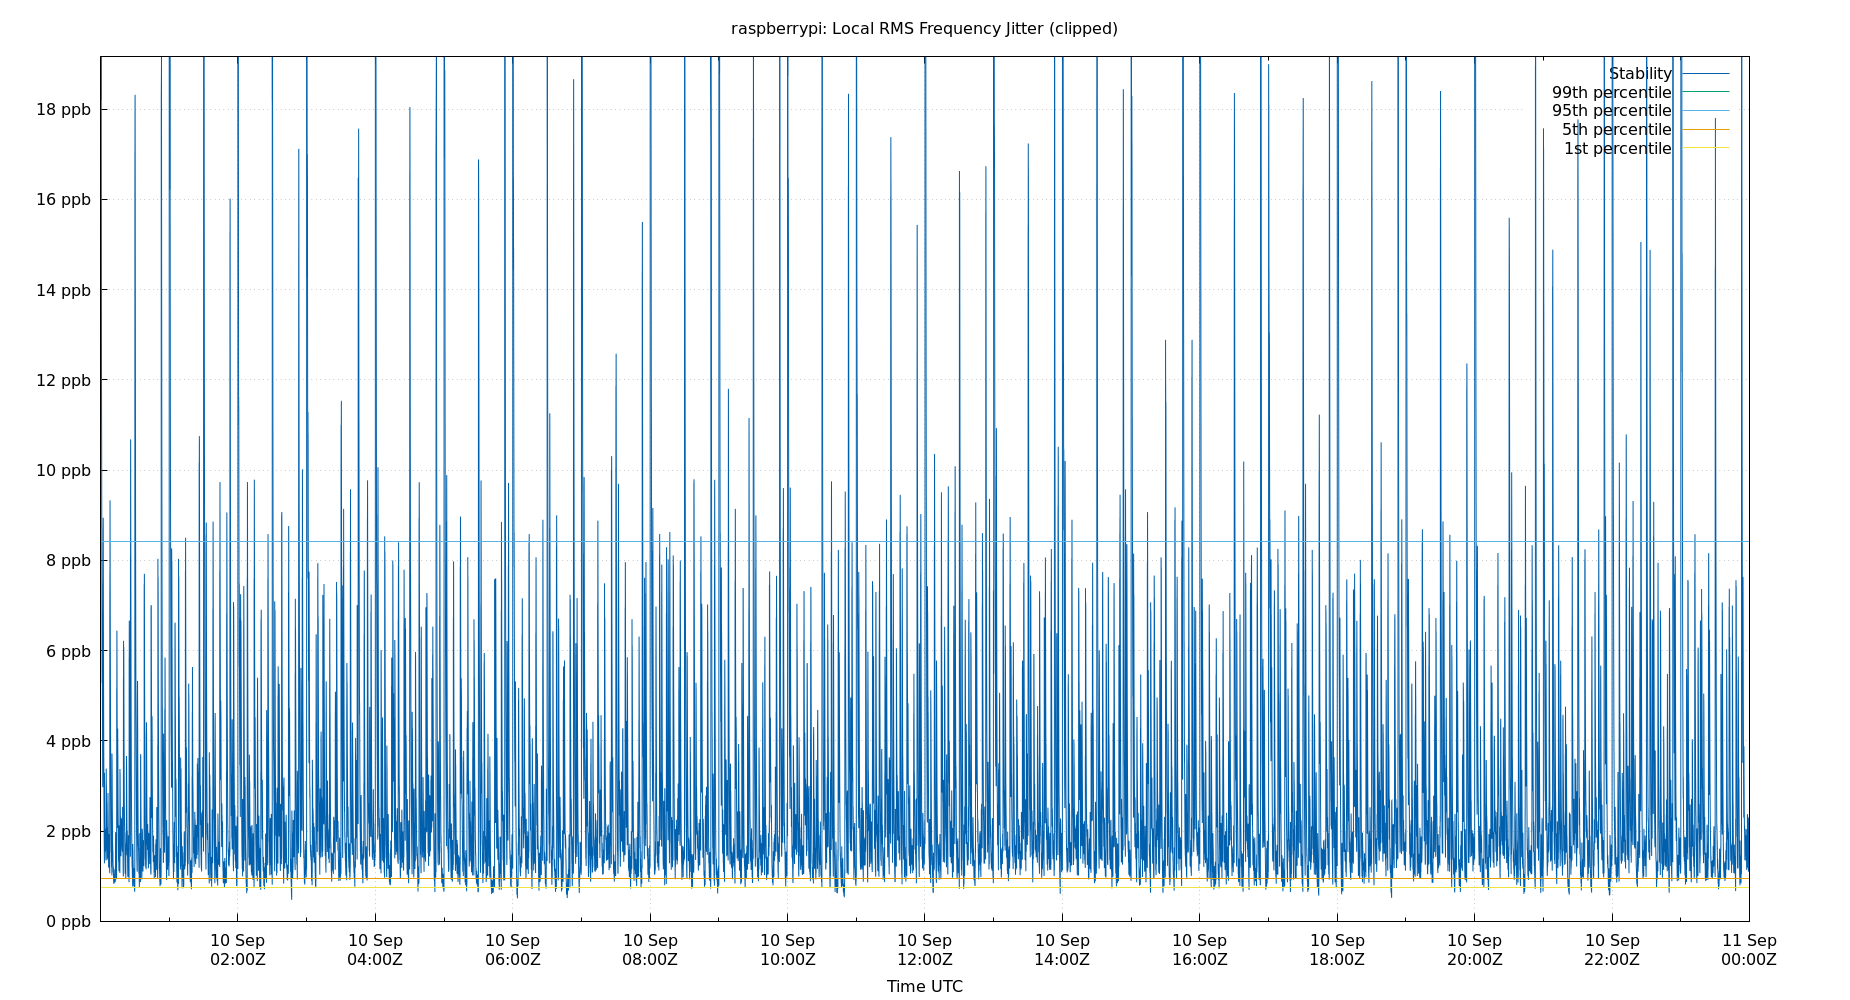 raspberrypi: Local RMS Frequency Jitter (clipped)
Stability
99th percentile
95th percentile
5th percentile
1st percentile
18 ppb
16 ppb
14 ppb
12 ppb
10 ppb
8 ppb
6 ppb
4 ppb
2 ppb
0 ppb
10 Sep 10 Sep 10 Sep 10 Sep 10 Sep 10 Sep 10 Sep 10 Sep 10 Sep 10 Sep 10 Sep 11 Sep
02:00Z 04:00Z 06:00Z 08:00Z 10:00Z 12:00Z 14:00Z 16:00Z 18:00Z 20:00Z 22:00Z 00:00Z
Time UTC